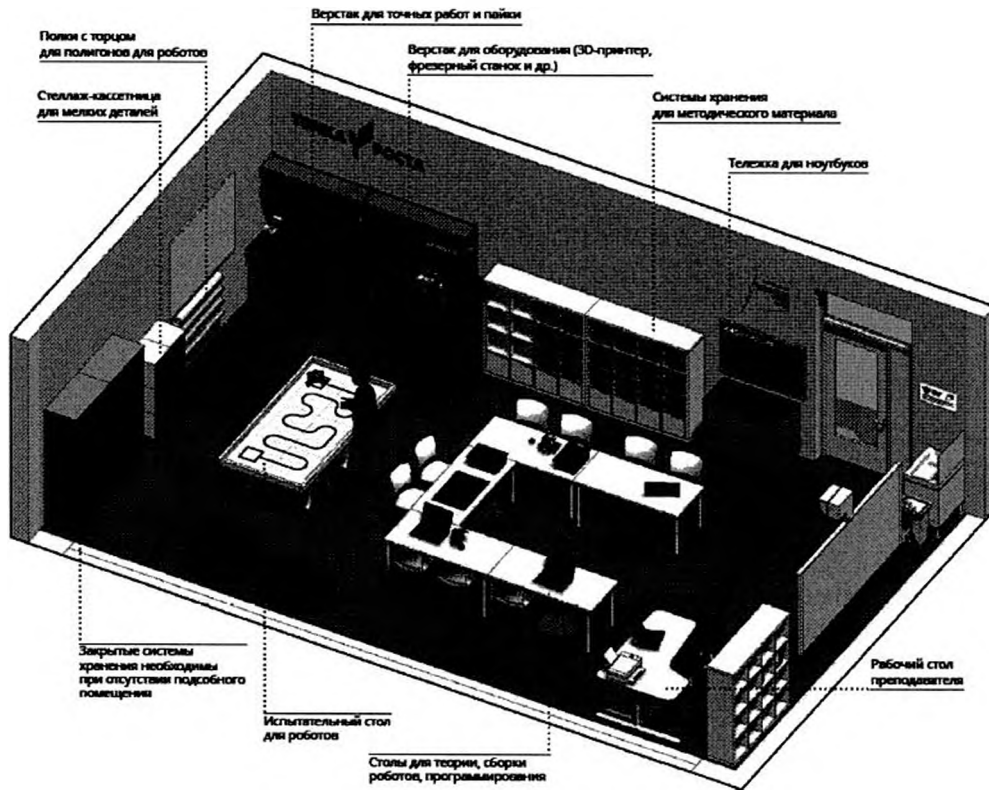 Верстак для точных работ и пайки
Полки с торцом
для полигонов для роботов
Верстак для оборудования (3D-принтер,
фрезерный станок и др.)
Стеллаж-кассетница
для мелких деталей
Системы хранения
для методического материала
Тележка для ноутбуков
ТОЧКА РОСТА
Закрытые системы
хранения необходимы
при отсутствии подсобного
помещения
Рабочий стол
преподавателя
Испытательный стол
для роботов
Столы для теории, сборки
роботов, программирования